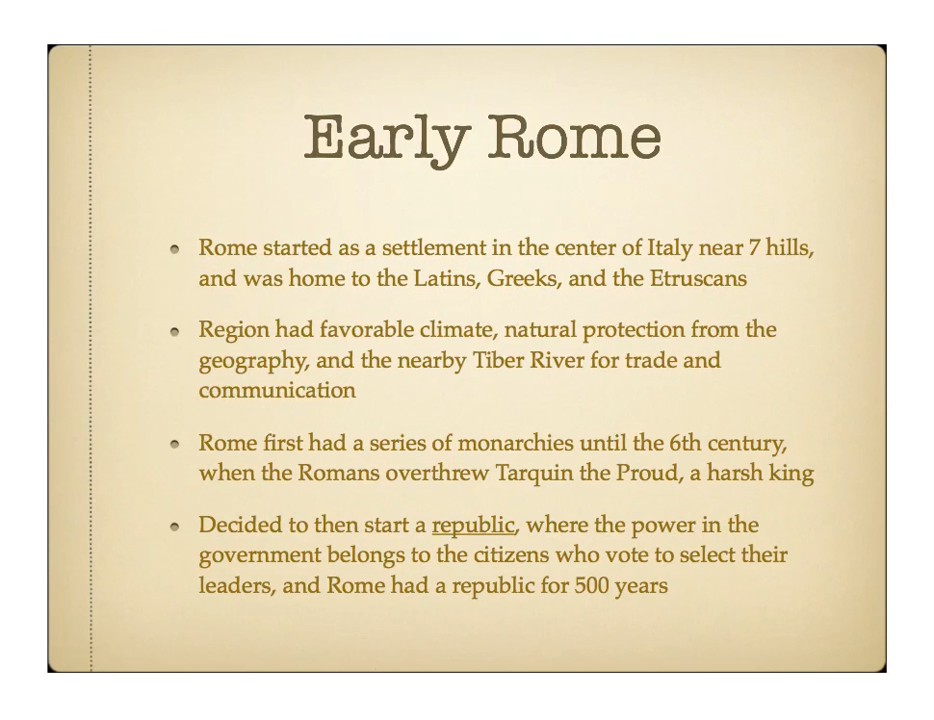 Early Rome
Rome started as a settlement in the center of Italy near 7 hills,
and was home to the Latins, Greeks, and the Etruscans
Region had favorable climate, natural protection from the
geography, and the nearby Tiber River for trade and
communication
Rome first had a series of monarchies until the 6th century,
when the Romans overthrew Tarquin the Proud, a harsh king
Decided to then start a republic, where the power in the
government belongs to the citizens who vote to select their
leaders, and Rome had a republic for 500 years